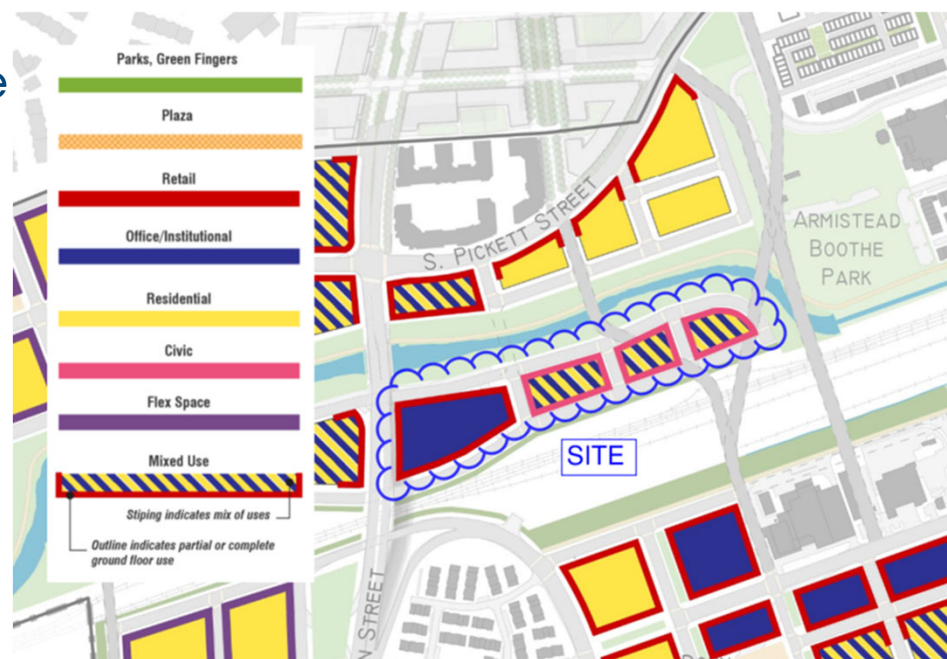 e
Parks, Green Fingers
Plaza
Retail
Office/Institutional
Residential
Civic
Flex Space
Mixed Use
Stiping indicates mix of uses
Outline indicates partial or complete
ground floor use
S. PICKETT STREET
ARMISTEAD
BOOTHE
PARK
SITE
N STREET